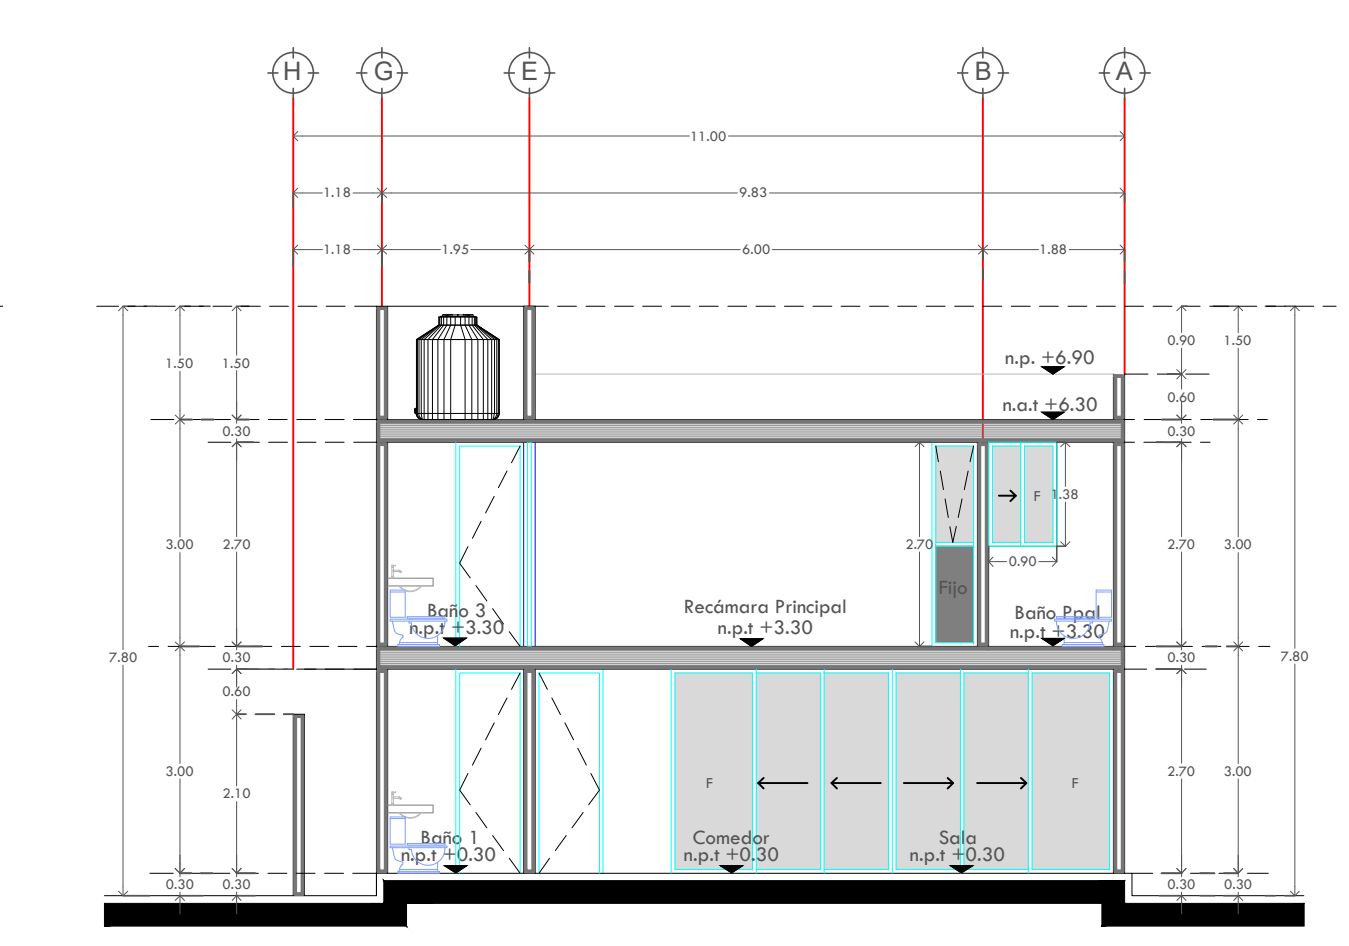 H G E B A
11.00
1.18 9.83
1.18 1.95 6.00 1.88
0.90 1.50
1.50 1.50
n.p. +6.90
0.60
n.a.t +6.30
0.30 0.30
1.38
F
3.00 2.70 2.70 2.70 3.00
0.90
Fijo
Baño 3 Recámara Principal Baño Ppal
n.p.t +3.30 n.p.t +3.30 n.p.t +3.30
7.80 0.30 0.30 7.80
0.60
3.00 2.70 3.00
F F
2.10
Baño 1 Comedor Sala
n.p.t +0.30 n.p.t +0.30 n.p.t +0.30
0.30 0.30 0.30 0.30